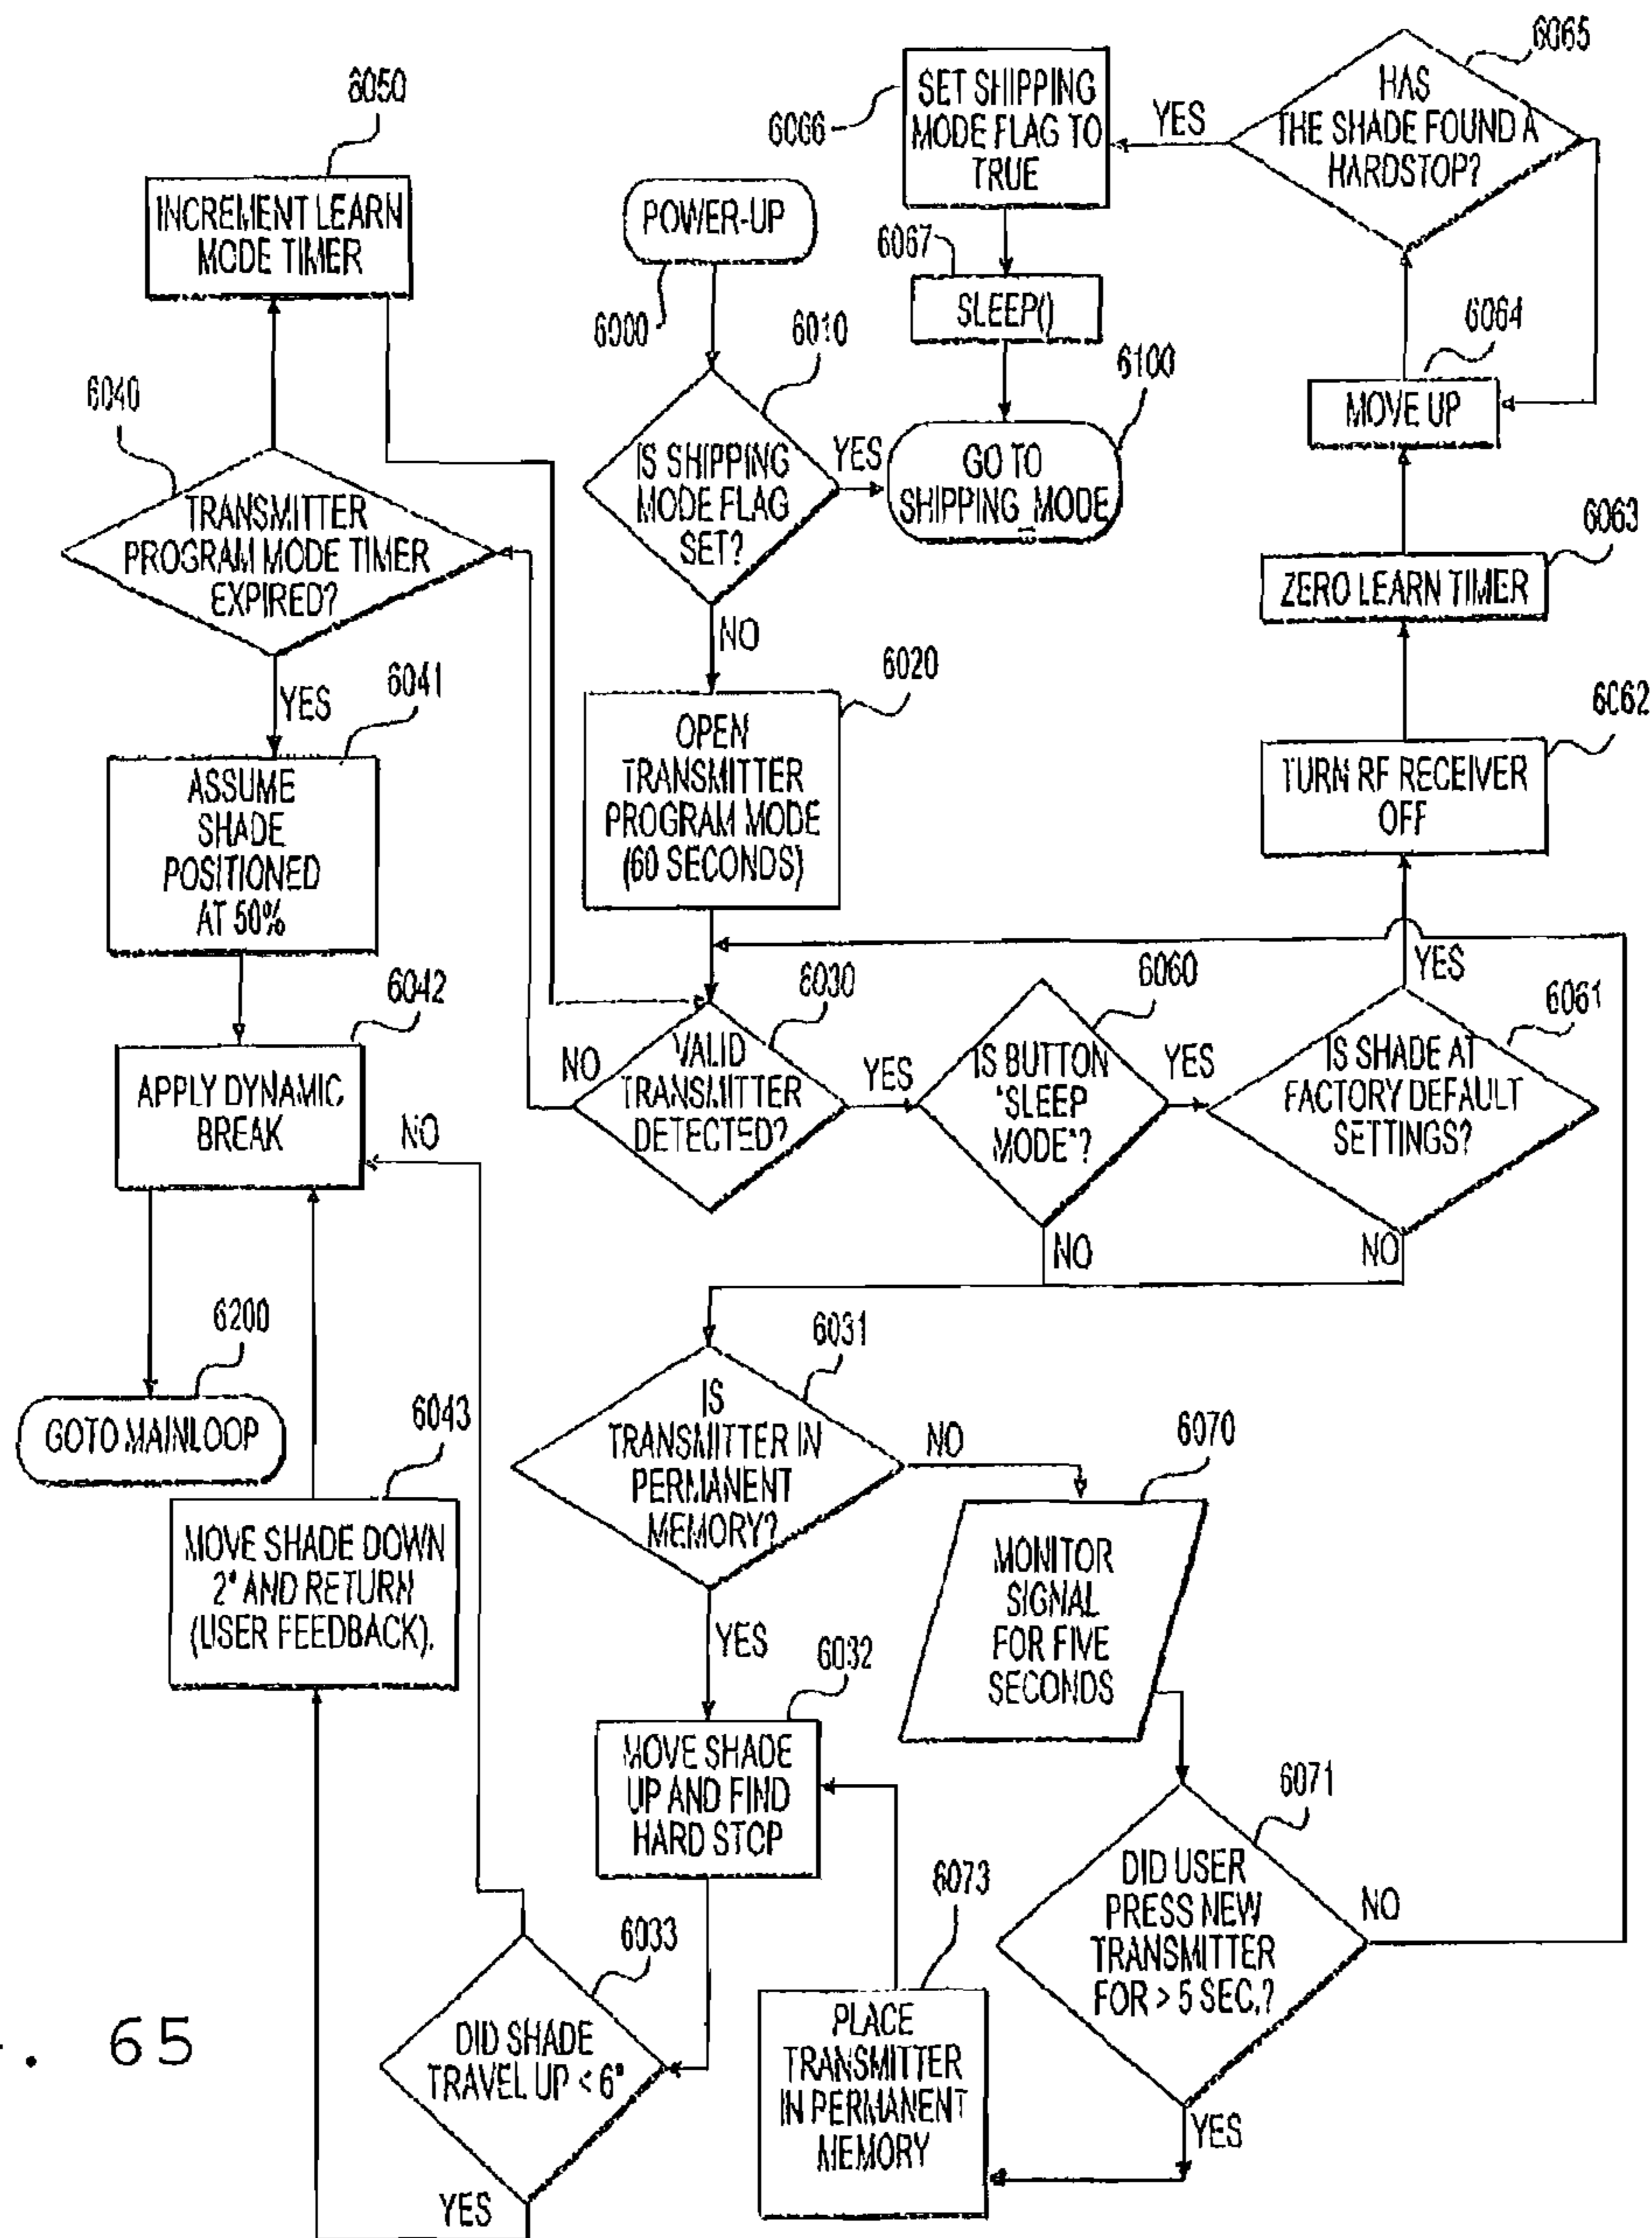 6050
INCREMENT LEARN
MODE TIMER
6040
TRANSMITTER
PROGRAM MODE TIMER
EXPIRED?
YES
6041
ASSUME
SHADE
POSITIONED
AT 50%
6042
APPLY DYNAMIC
BREAK
NO
6200
GOTO MAINLOOP
6043
MOVE SHADE DOWN
2" AND RETURN
(USER FEEDBACK).
POWER-UP
6000
6010
IS SHIPPING
MODE FLAG
SET?
YES
NO
6100
GO TO
SHIPPING_MODE
6066
SET SHIPPING
MODE FLAG TO
TRUE
6067
SLEEP()
YES
6065
HAS
THE SHADE FOUND A
HARDSTOP?
6064
MOVE UP
6063
ZERO LEARN TIMER
6062
TURN RF RECEIVER
OFF
YES
6020
OPEN
TRANSMITTER
PROGRAM MODE
(60 SECONDS)
6030
NO
VALID
TRANSMITTER
DETECTED?
YES
6060
IS BUTTON
"SLEEP
MODE"?
YES
NO
6061
IS SHADE AT
FACTORY DEFAULT
SETTINGS?
NO
6031
IS
TRANSMITTER IN
PERMANENT
MEMORY?
NO
YES
6070
MONITOR
SIGNAL
FOR FIVE
SECONDS
6032
MOVE SHADE
UP AND FIND
HARD STOP
6071
DID USER
PRESS NEW
TRANSMITTER
FOR > 5 SEC.?
NO
YES
6073
PLACE
TRANSMITTER
IN PERMANENT
MEMORY
6033
DID SHADE
TRAVEL UP < 6"
YES
. 65